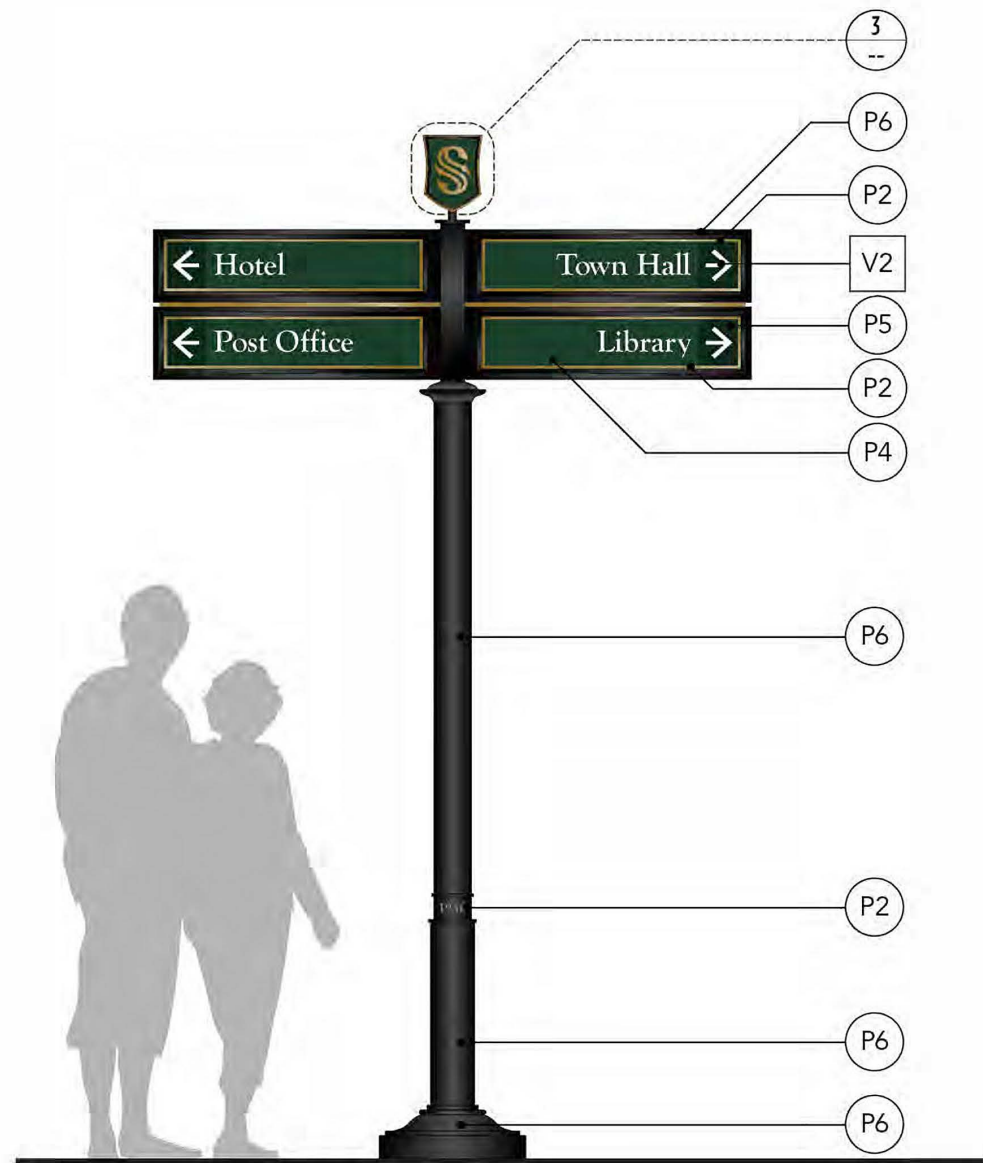 3
--
P6
S
P2
← Hotel
Town Hall →
V2
← Post Office
Library →
P5
P2
P4
P6
P2
P6
P6